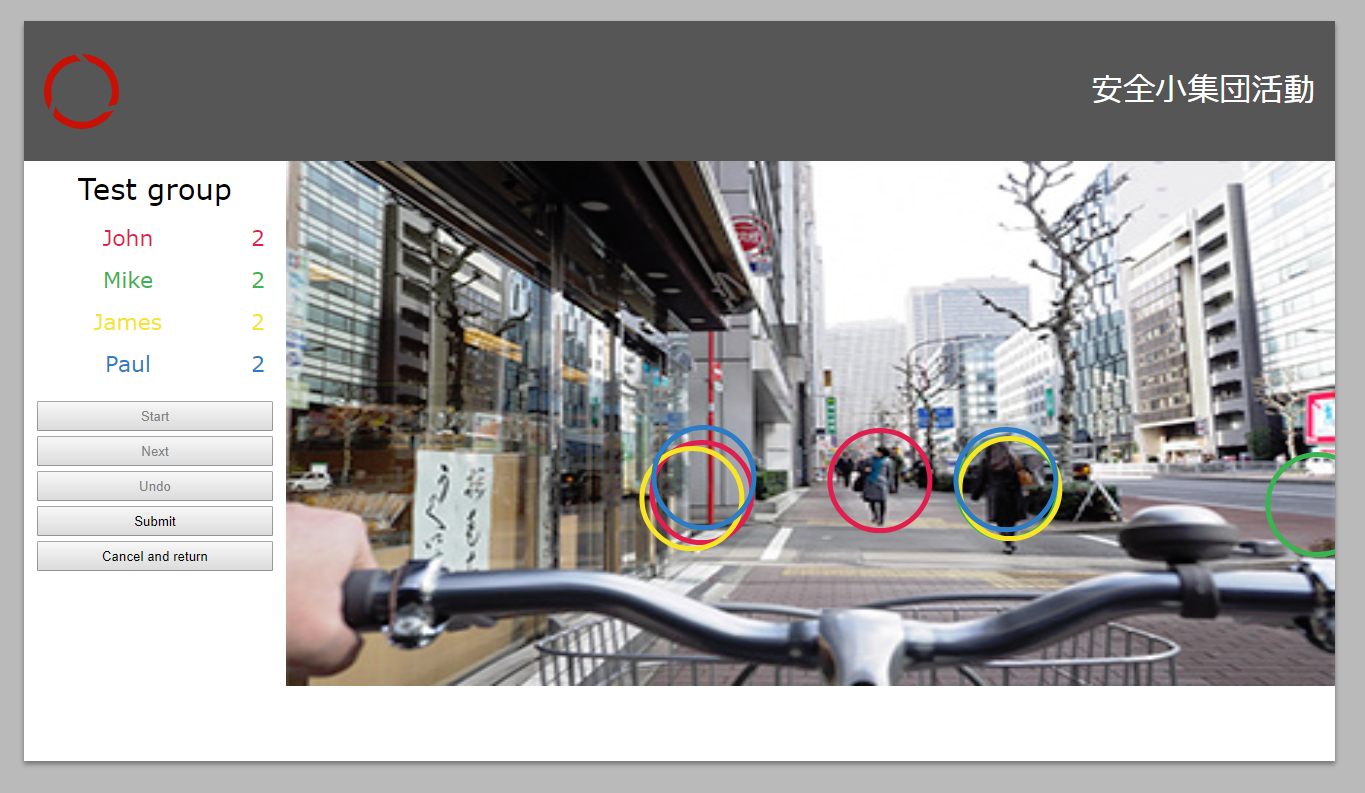 安全小集団活動
Test group
John 2
Mike 2
James 2
Paul 2
Start
Next
Undo
Submit
Cancel and return